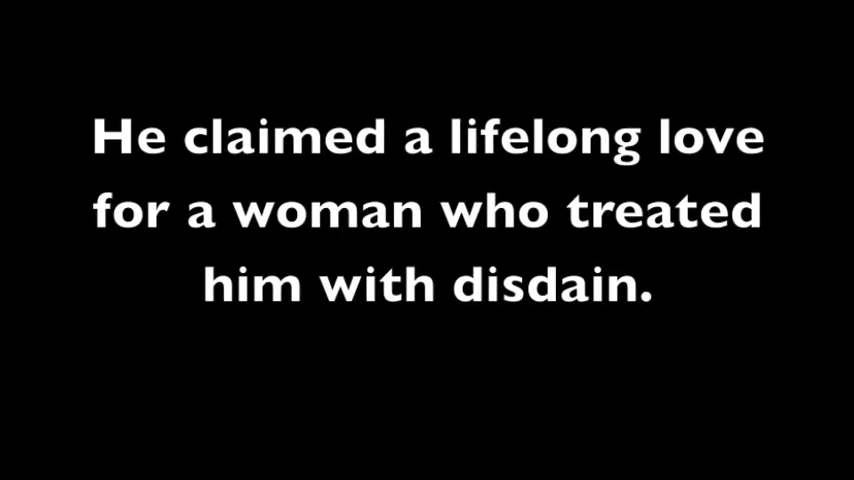 He claimed a lifelong love
for a woman who treated
him with disdain.